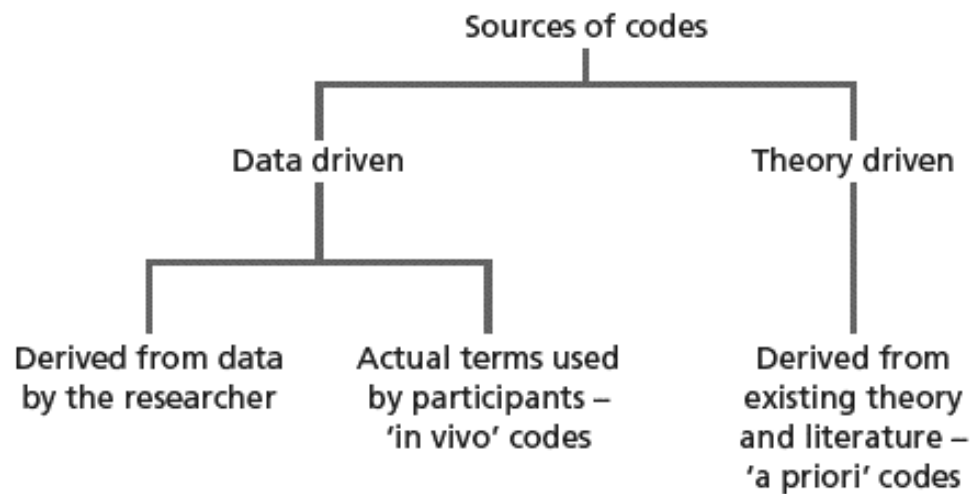 Sources of codes
Data driven
Theory driven
Derived from data
by the researcher
Actual terms used
by participants –
‘in vivo’ codes
Derived from
existing theory
and literature –
‘a priori’ codes